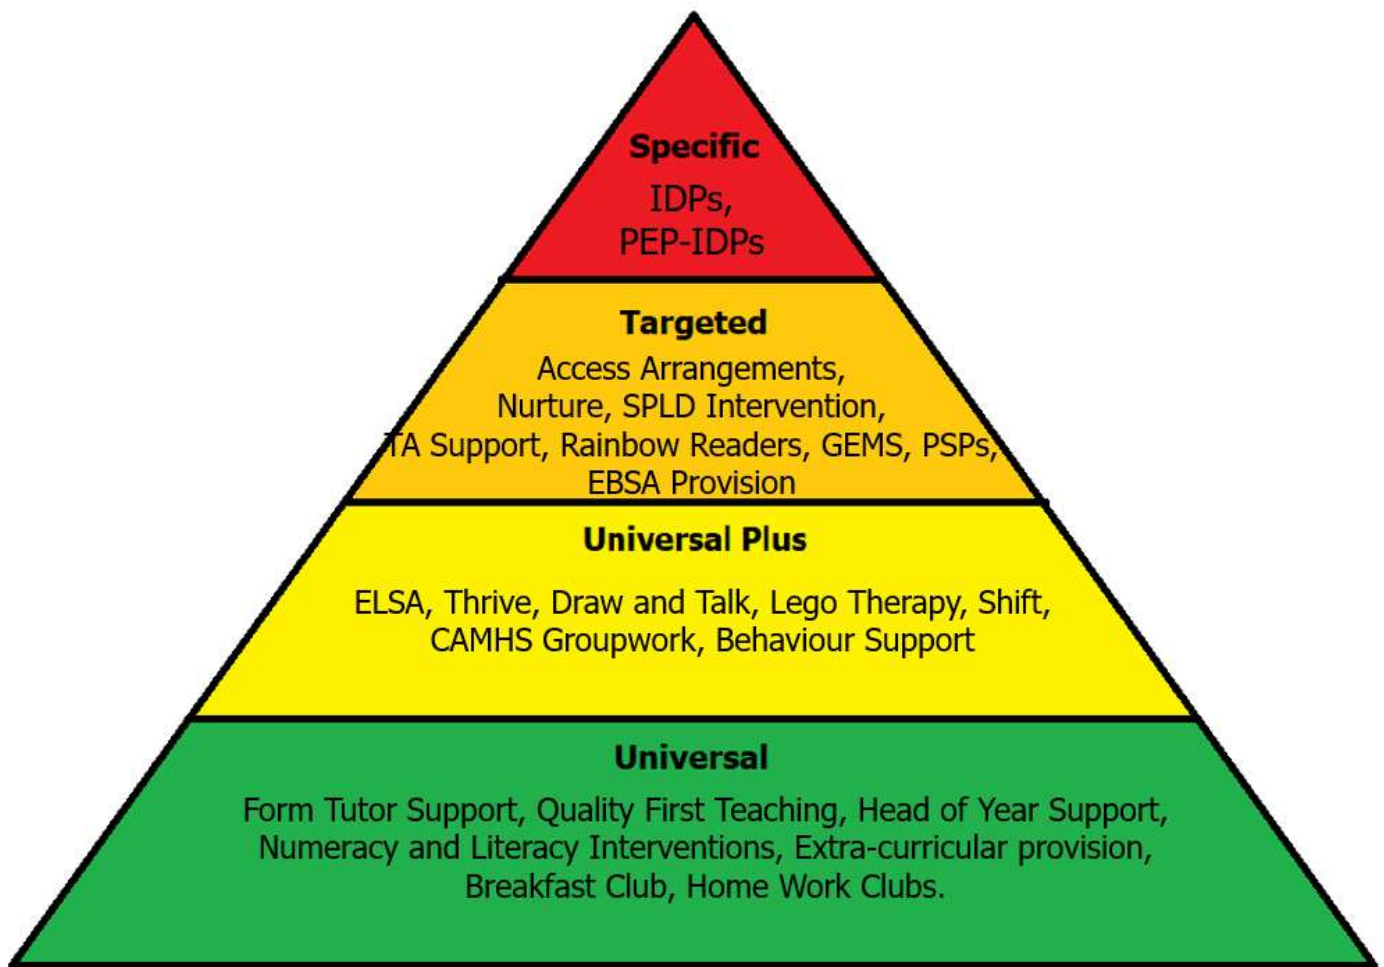 Specific
IDPs,
PEP-IDPs
Targeted
Access Arrangements,
Nurture, SPLD Intervention,
TA Support, Rainbow Readers, GEMS, PSPs,
EBSA Provision
Universal Plus
ELSA, Thrive, Draw and Talk, Lego Therapy, Shift,
CAMHS Groupwork, Behaviour Support
Universal
Form Tutor Support, Quality First Teaching, Head of Year Support,
Numeracy and Literacy Interventions, Extra-curricular provision,
Breakfast Club, Home Work Clubs.